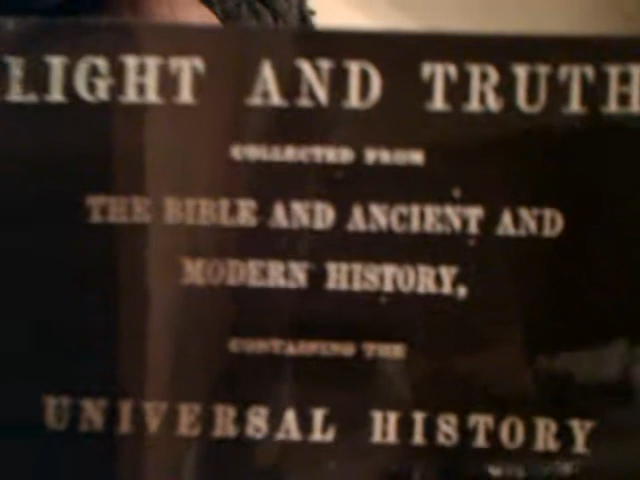 LIGHT AND TRUTH
COLLECTED FROM
THE BIBLE AND ANCIENT AND
MODERN HISTORY,
CONTAINING THE
UNIVERSAL HISTORY